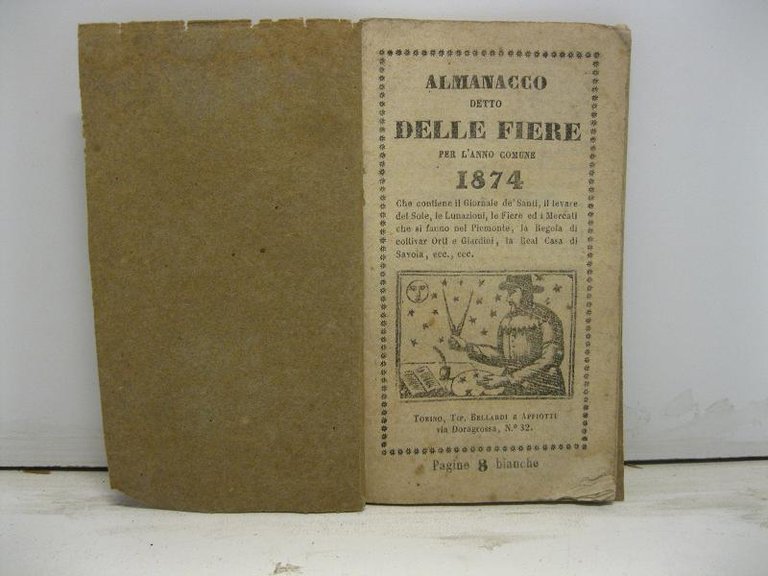 ALMANACCO
DETTO
DELLE FIERE
PER L'ANNO COMUNE
1874
Che contiene il Giornale de' Santi, il levare
del Sole, le Lunazioni, le Fiere ed i Mercati
che si fanno nel Piemonte, la Regola di
coltivar Orti e Giardini, la Real Casa di
Savoia, ecc., ecc.
TORINO, TIP. BELLARDI E APPIOTTI
via Doragrossa, N.° 32.
Pagine 8 bianche